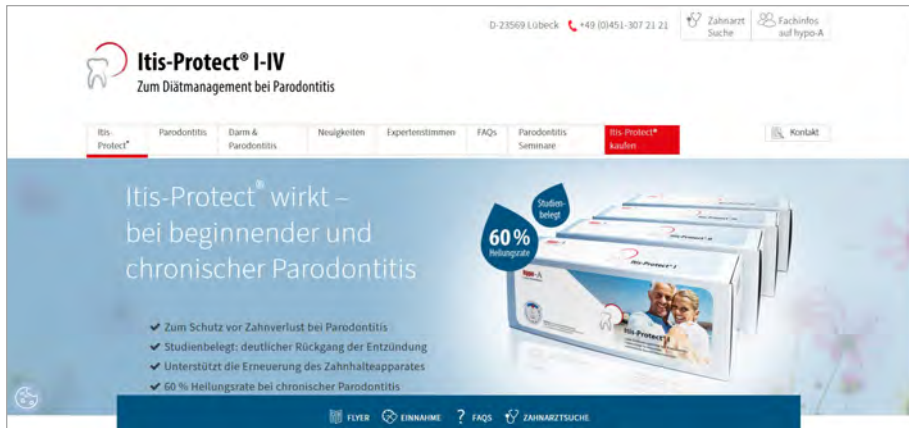 D-23569 Lübeck +49 (0)451-307 21 21
Zahnarzt
Suche
Fachinfos
auf hypo-A
Itis-Protect® I-IV
Zum Diätmanagement bei Parodontitis
Itis-
Protect®
Parodontitis
Darm &
Parodontitis
Neuigkeiten
Expertenstimmen
FAQs
Parodontitis
Seminare
Itis-Protect®
kaufen
Kontakt
Itis-Protect® wirkt –
bei beginnender und
chronischer Parodontitis
Studien-
belegt
60 %
Heilungsrate
hypo-A
Itis-Protect® I
Itis-Protect® I
✔ Zum Schutz vor Zahnverlust bei Parodontitis
✔ Studienbelegt: deutlicher Rückgang der Entzündung
✔ Unterstützt die Erneuerung des Zahnhalteapparates
✔ 60 % Heilungsrate bei chronischer Parodontitis
FLYER EINNAHME ? FAQS ZAHNARZTSUCHE